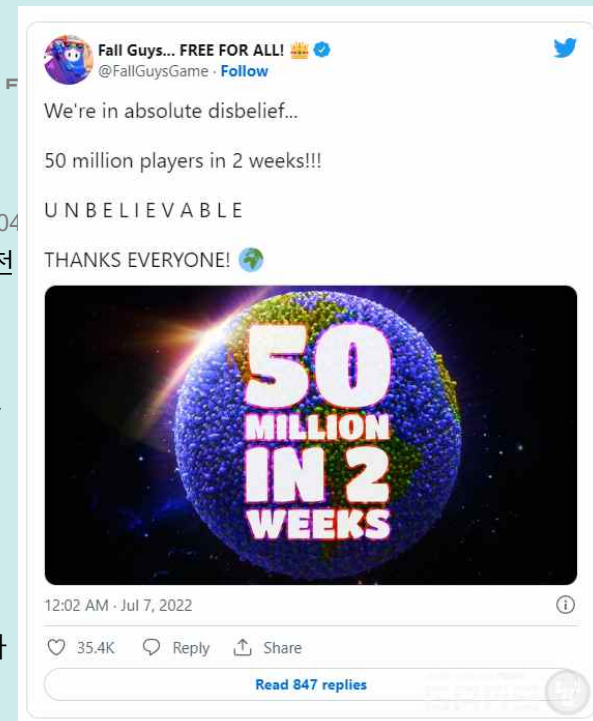 Fall Guys... FREE FOR ALL! 👑
@FallGuysGame · Follow
We're in absolute disbelief...
50 million players in 2 weeks!!!
U N B E L I E V A B L E
04
THANKS EVERYONE! 🌍
50
MILLION
IN 2
WEEKS
12:02 AM · Jul 7, 2022
35.4K Reply Share
Read 847 replies